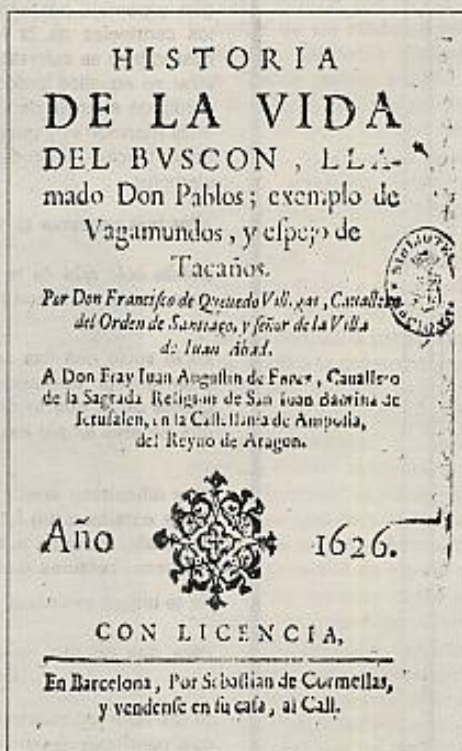 HISTORIA
DE LA VIDA
DEL BVSCON, LLA-
mado Don Pablos; exemplo de
Vagamundos, y espejo de
Tacaños.
Por Don Francisco de Queuedo Villegas, Cauallero
del Orden de Santiago, y señor de la Villa
de Iuan Abad.
A Don Fray Iuan Augustin de Funes, Cauallero
de la Sagrada Religion de San Iuan Bautista de
Ierusalen, en la Castellania de Amposta,
del Reyno de Aragon.
Año 1626.
CON LICENCIA,
En Barcelona, Por Sebastian de Cormellas,
y vendense en su casa, al Call.